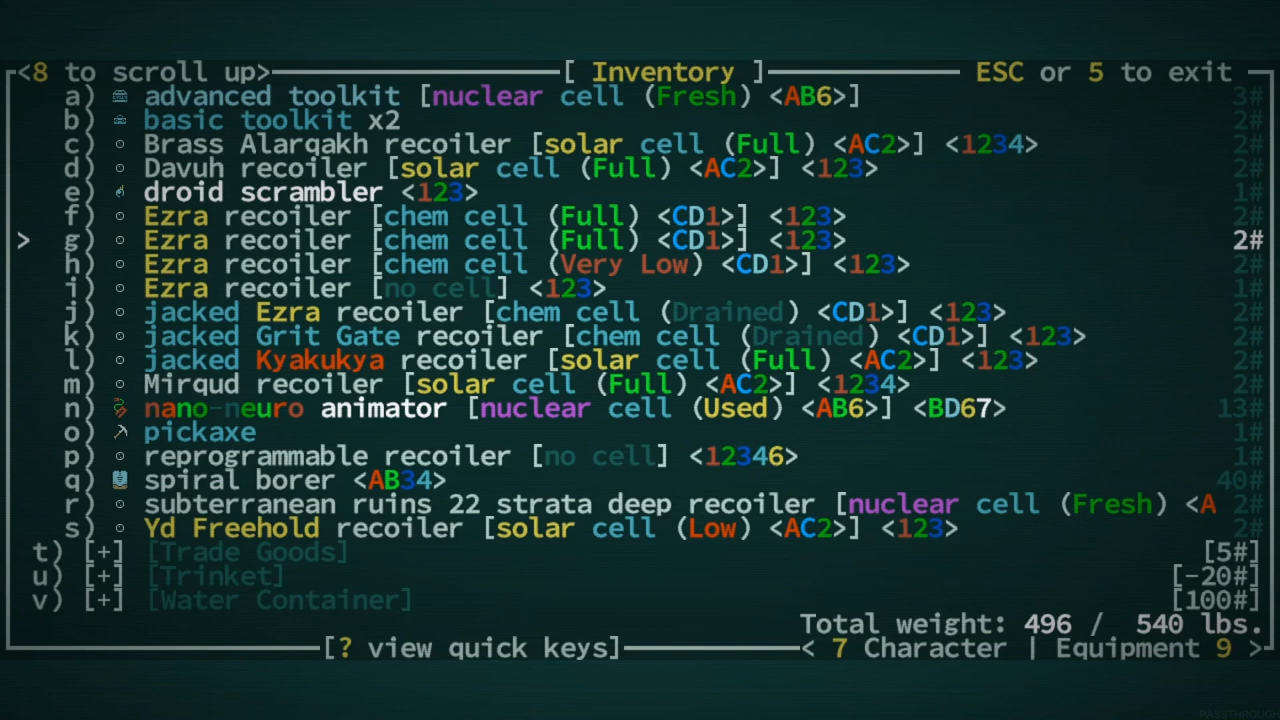 <8 to scroll up> [ Inventory ] ESC or 5 to exit
a) advanced toolkit [nuclear cell (Fresh) <AB6>] 3#
b) basic toolkit x2 2#
c) Brass Alarqakh recoiler [solar cell (Full) <AC2>] <1234> 2#
d) Davuh recoiler [solar cell (Full) <AC2>] <123> 2#
e) droid scrambler <123> 1#
f) Ezra recoiler [chem cell (Full) <CD1>] <123> 2#
> g) Ezra recoiler [chem cell (Full) <CD1>] <123> 2#
h) Ezra recoiler [chem cell (Very Low) <CD1>] <123> 2#
i) Ezra recoiler [no cell] <123> 1#
j) jacked Ezra recoiler [chem cell (Drained) <CD1>] <123> 2#
k) jacked Grit Gate recoiler [chem cell (Drained) <CD1>] <123> 2#
l) jacked Kyakukya recoiler [solar cell (Full) <AC2>] <123> 2#
m) Mirqud recoiler [solar cell (Full) <AC2>] <1234> 2#
n) nano-neuro animator [nuclear cell (Used) <AB6>] <BD67> 13#
o) pickaxe 1#
p) reprogrammable recoiler [no cell] <12346> 1#
q) spiral borer <AB34> 40#
r) subterranean ruins 22 strata deep recoiler [nuclear cell (Fresh) <A 2#
s) Yd Freehold recoiler [solar cell (Low) <AC2>] <123> 2#
t) [+] [Trade Goods] [5#]
u) [+] [Trinket] [-20#]
v) [+] [Water Container] [100#]
Total weight: 496 / 540 lbs.
[? view quick keys] < 7 Character | Equipment 9 >